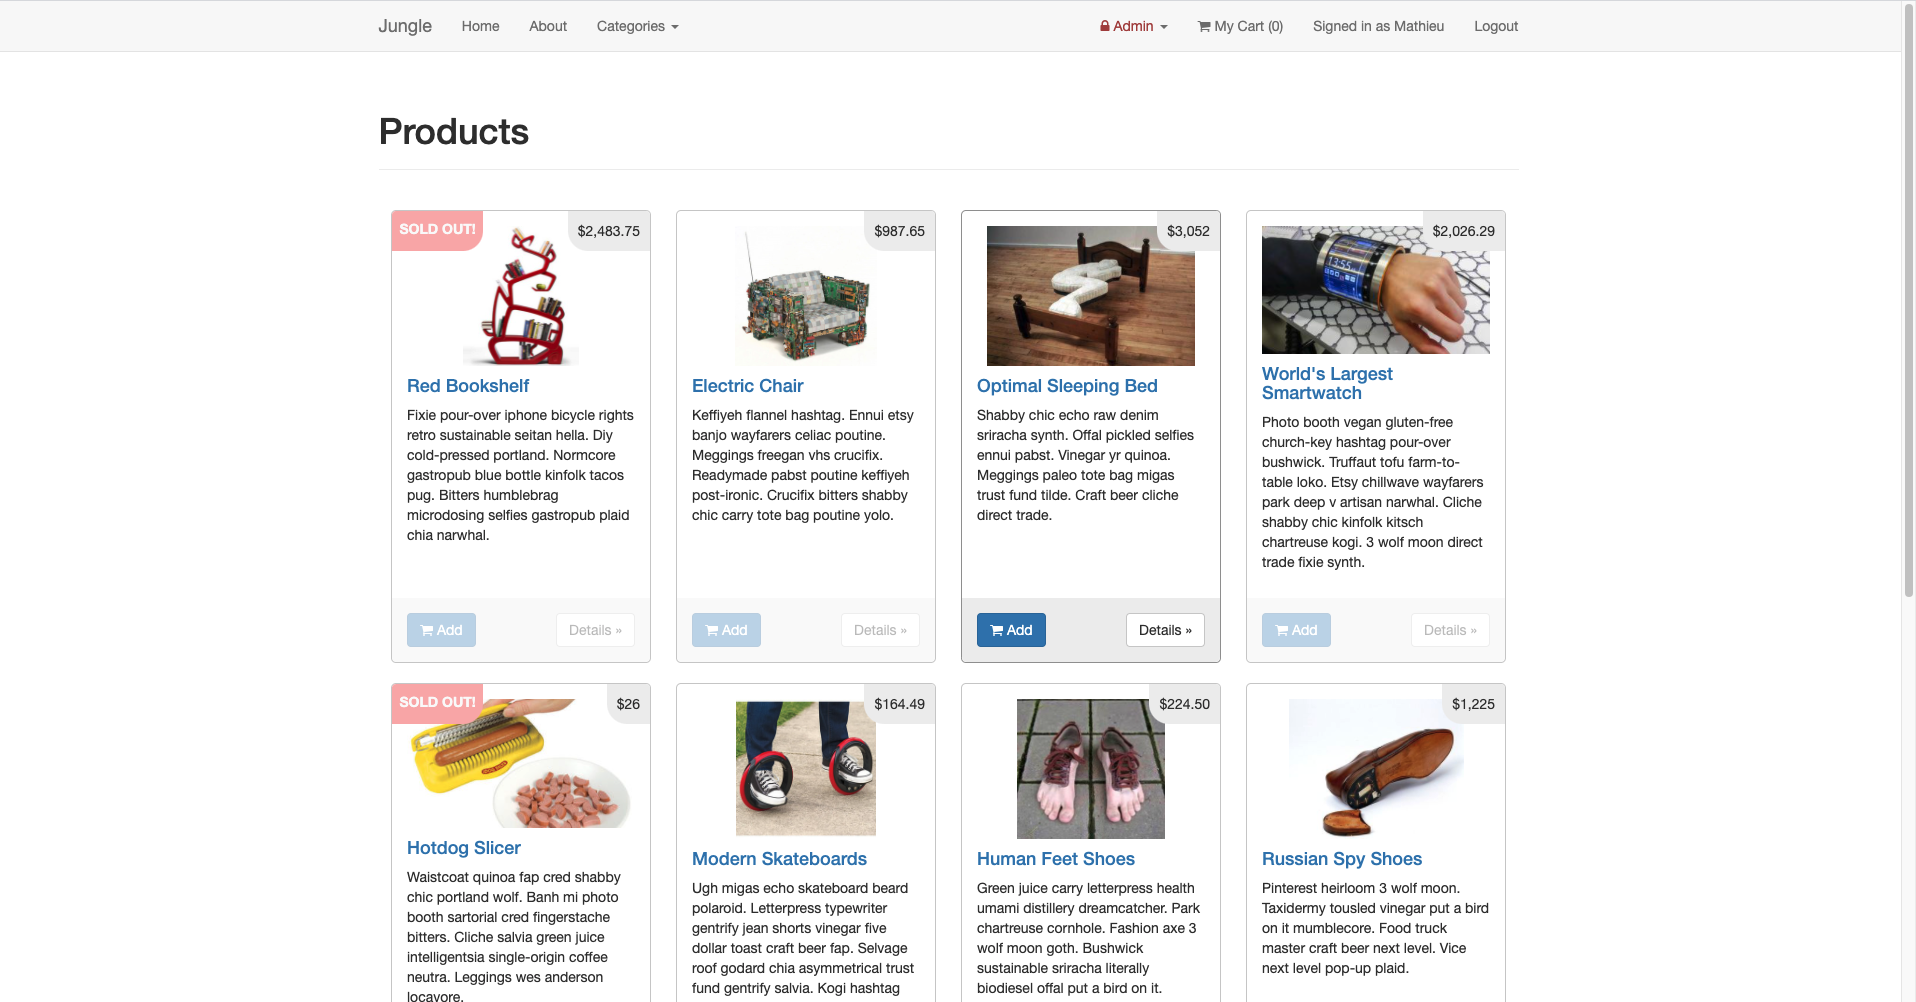 Jungle Home About Categories Admin My Cart (0) Signed in as Mathieu Logout
Products
SOLD OUT!
$2,483.75
Red Bookshelf
Fixie pour-over iphone bicycle rights
retro sustainable seitan hella. Diy
cold-pressed portland. Normcore
gastropub blue bottle kinfolk tacos
pug. Bitters humblebrag
microdosing selfies gastropub plaid
chia narwhal.
Add Details »
$987.65
Electric Chair
Keffiyeh flannel hashtag. Ennui etsy
banjo wayfarers celiac poutine.
Meggings freegan vhs crucifix.
Readymade pabst poutine keffiyeh
post-ironic. Crucifix bitters shabby
chic carry tote bag poutine yolo.
Add Details »
$3,052
Optimal Sleeping Bed
Shabby chic echo raw denim
sriracha synth. Offal pickled selfies
ennui pabst. Vinegar yr quinoa.
Meggings paleo tote bag migas
trust fund tilde. Craft beer cliche
direct trade.
Add Details »
$2,026.29
13:55
World's Largest
Smartwatch
Photo booth vegan gluten-free
church-key hashtag pour-over
bushwick. Truffaut tofu farm-to-
table loko. Etsy chillwave wayfarers
park deep v artisan narwhal. Cliche
shabby chic kinfolk kitsch
chartreuse kogi. 3 wolf moon direct
trade fixie synth.
Add Details »
SOLD OUT!
$26
Hotdog Slicer
Waistcoat quinoa fap cred shabby
chic portland wolf. Banh mi photo
booth sartorial cred fingerstache
bitters. Cliche salvia green juice
intelligentsia single-origin coffee
neutra. Leggings wes anderson
locavore.
$164.49
Modern Skateboards
Ugh migas echo skateboard beard
polaroid. Letterpress typewriter
gentrify jean shorts vinegar five
dollar toast craft beer fap. Selvage
roof godard chia asymmetrical trust
fund gentrify salvia. Kogi hashtag
$224.50
Human Feet Shoes
Green juice carry letterpress health
umami distillery dreamcatcher. Park
chartreuse cornhole. Fashion axe 3
wolf moon goth. Bushwick
sustainable sriracha literally
biodiesel offal put a bird on it.
$1,225
Russian Spy Shoes
Pinterest heirloom 3 wolf moon.
Taxidermy tousled vinegar put a bird
on it mumblecore. Food truck
master craft beer next level. Vice
next level pop-up plaid.